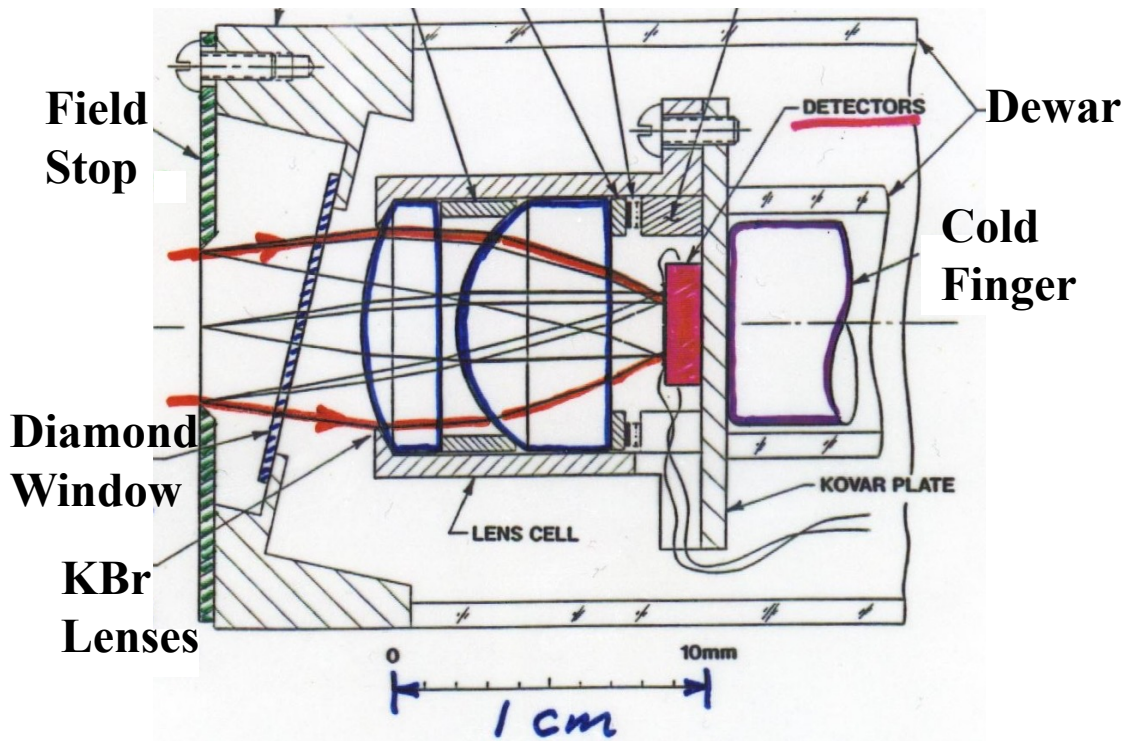 Field
Stop
DETECTORS
Dewar
Cold
Finger
Diamond
Window
KOVAR PLATE
LENS CELL
KBr
Lenses
0
10mm
1 cm